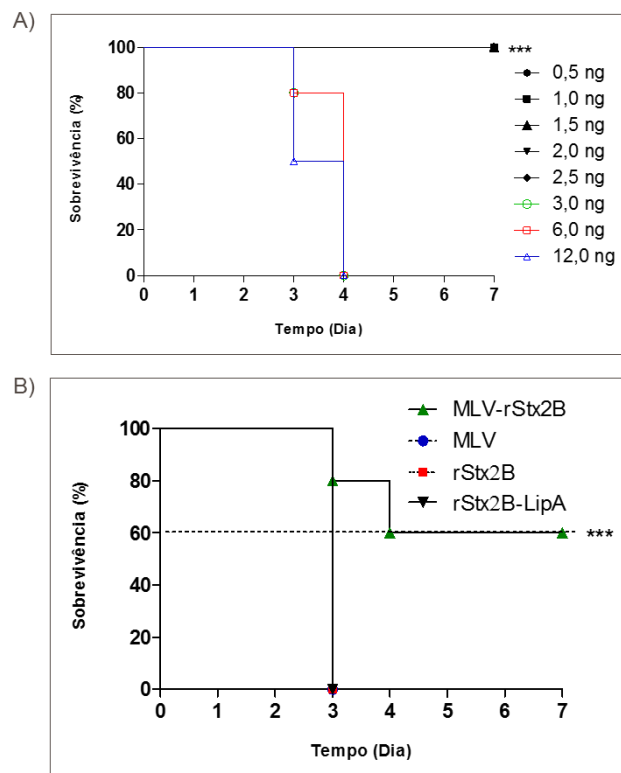 A)
Sobrevivência (%)
100
80
60
40
20
0
0 1 2 3 4 5 6 7
Tempo (Dia)
***
0,5 ng
1,0 ng
1,5 ng
2,0 ng
2,5 ng
3,0 ng
6,0 ng
12,0 ng
B)
Sobrevivência (%)
100
80
60
40
20
0
0 1 2 3 4 5 6 7
Tempo (Dia)
MLV-rStx2B
MLV
rStx2B
rStx2B-LipA
***